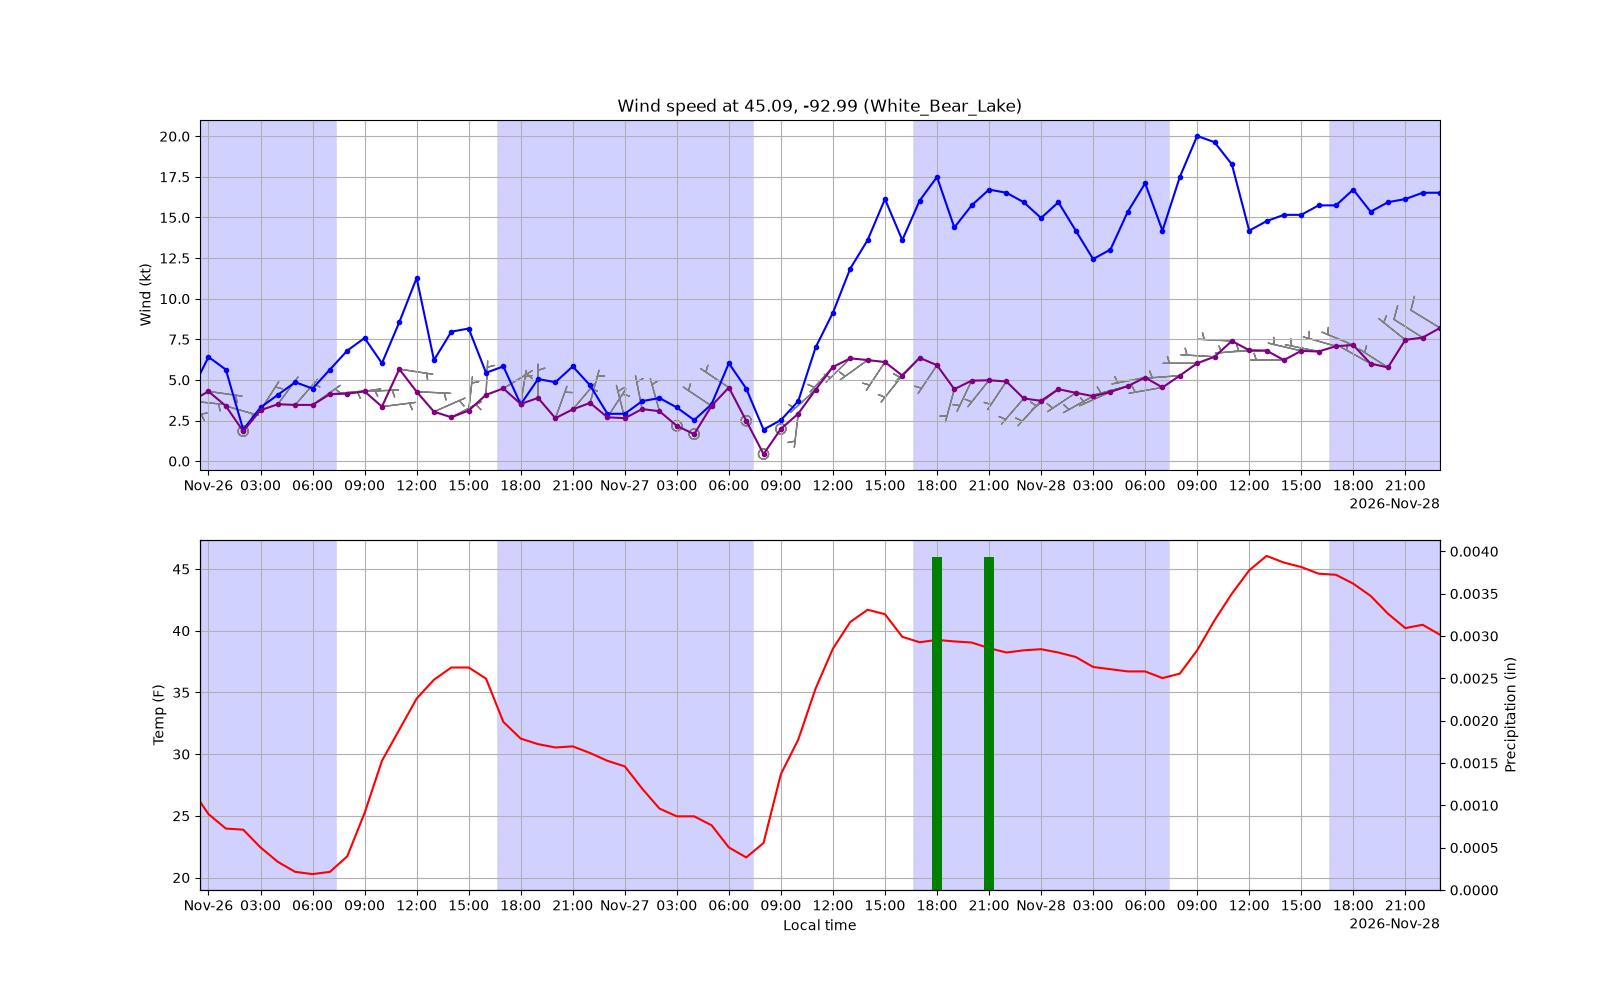 Wind speed at 45.09, -92.99 (White_Bear_Lake)
Wind (kt)
20.0
17.5
15.0
12.5
10.0
7.5
5.0
2.5
0.0
Nov-26 03:00 06:00 09:00 12:00 15:00 18:00 21:00 Nov-27 03:00 06:00 09:00 12:00 15:00 18:00 21:00 Nov-28 03:00 06:00 09:00 12:00 15:00 18:00 21:00
2026-Nov-28
Temp (F)
45
40
35
30
25
20
0.0040
0.0035
0.0030
0.0025
0.0020
0.0015
0.0010
0.0005
0.0000
Precipitation (in)
Nov-26 03:00 06:00 09:00 12:00 15:00 18:00 21:00 Nov-27 03:00 06:00 09:00 12:00 15:00 18:00 21:00 Nov-28 03:00 06:00 09:00 12:00 15:00 18:00 21:00
Local time
2026-Nov-28